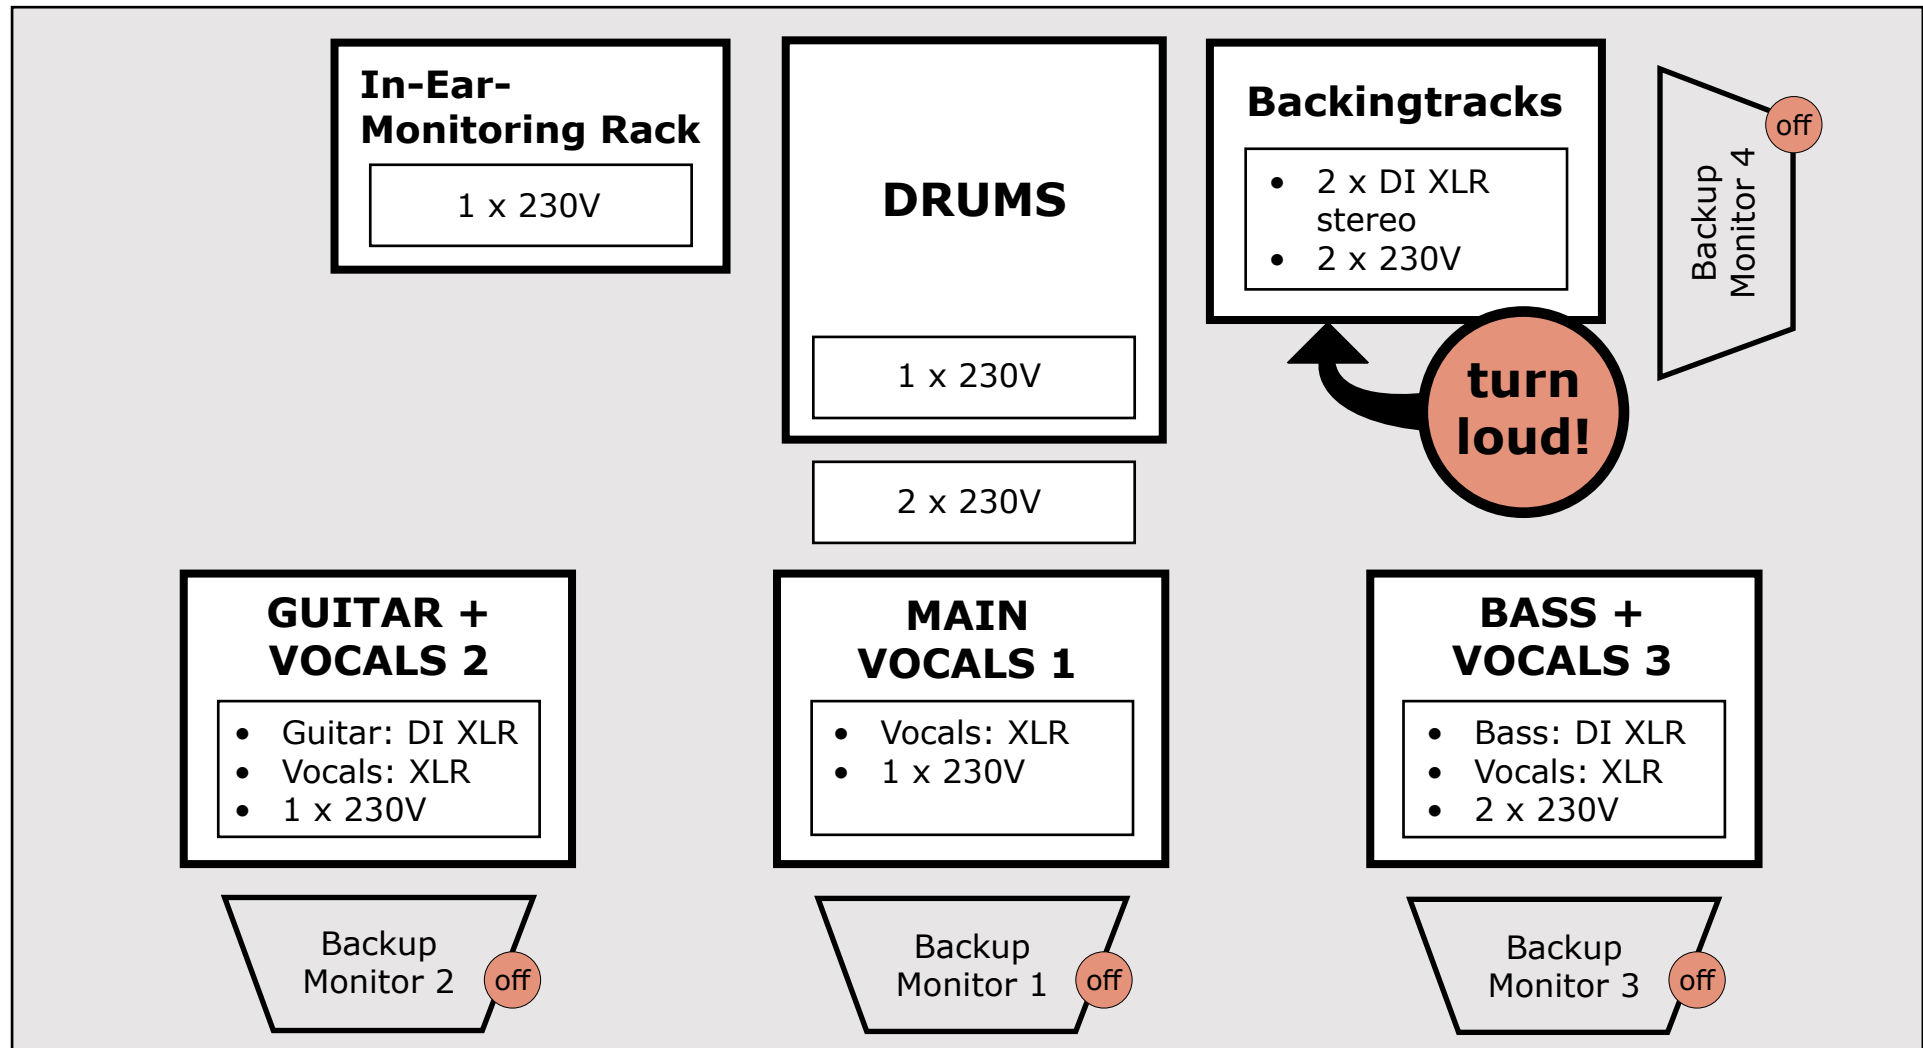 In-Ear-
Monitoring Rack
1 x 230V
DRUMS
1 x 230V
2 x 230V
Backingtracks
• 2 x DI XLR
stereo
• 2 x 230V
turn
loud!
Backup
Monitor 4
off
GUITAR +
VOCALS 2
• Guitar: DI XLR
• Vocals: XLR
• 1 x 230V
MAIN
VOCALS 1
• Vocals: XLR
• 1 x 230V
BASS +
VOCALS 3
• Bass: DI XLR
• Vocals: XLR
• 2 x 230V
Backup
Monitor 2
off
Backup
Monitor 1
off
Backup
Monitor 3
off